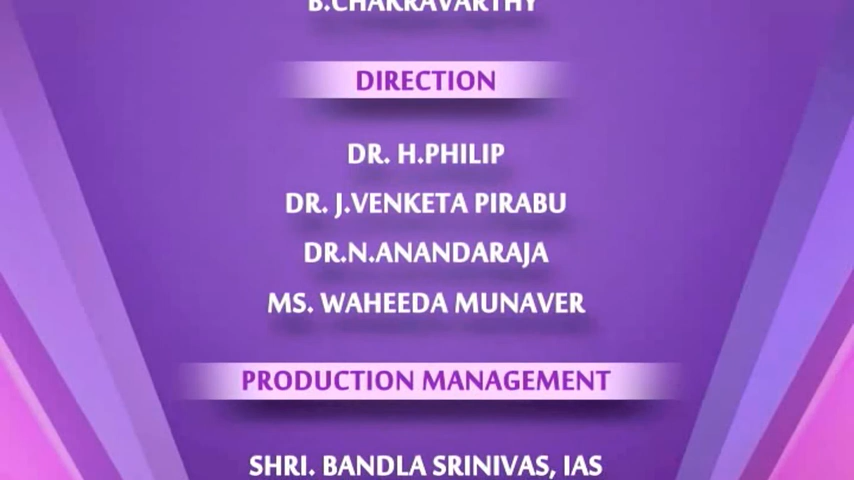 B.CHAKRAVARTHY
DIRECTION
DR. H.PHILIP
DR. J.VENKETA PIRABU
DR.N.ANANDARAJA
MS. WAHEEDA MUNAVER
PRODUCTION MANAGEMENT
SHRI. BANDLA SRINIVAS, IAS